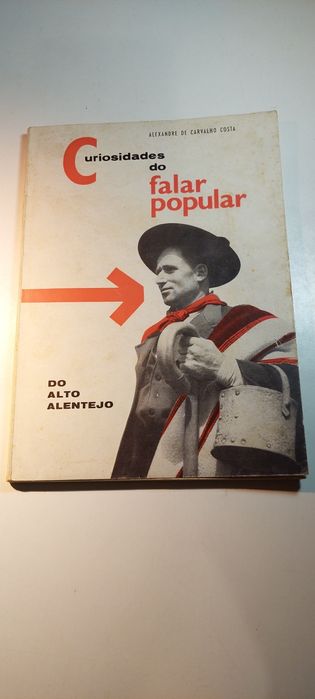 ALEXANDRE DE CARVALHO COSTA
Curiosidades
do
falar
popular
DO
ALTO
ALENTEJO